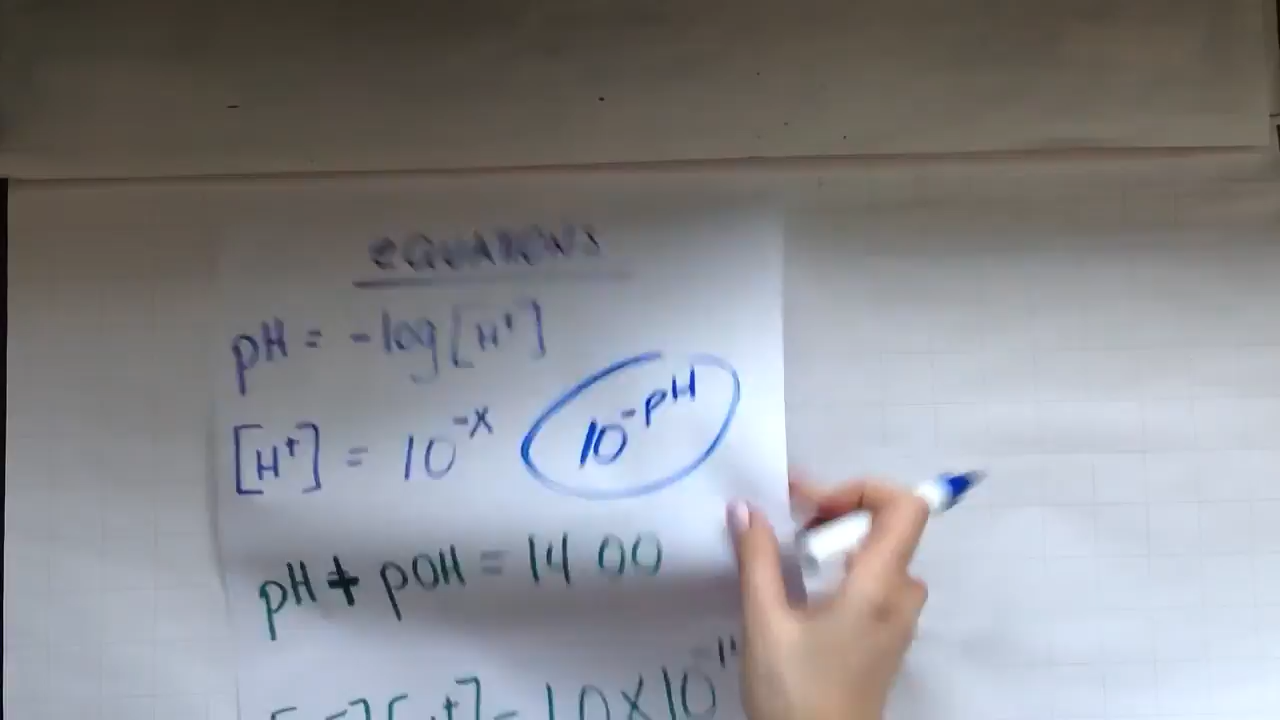 EQUATIONS
pH = -log[H⁺]
[H⁺] = 10⁻ˣ 10⁻ᵖᴴ
pH + pOH = 14.00